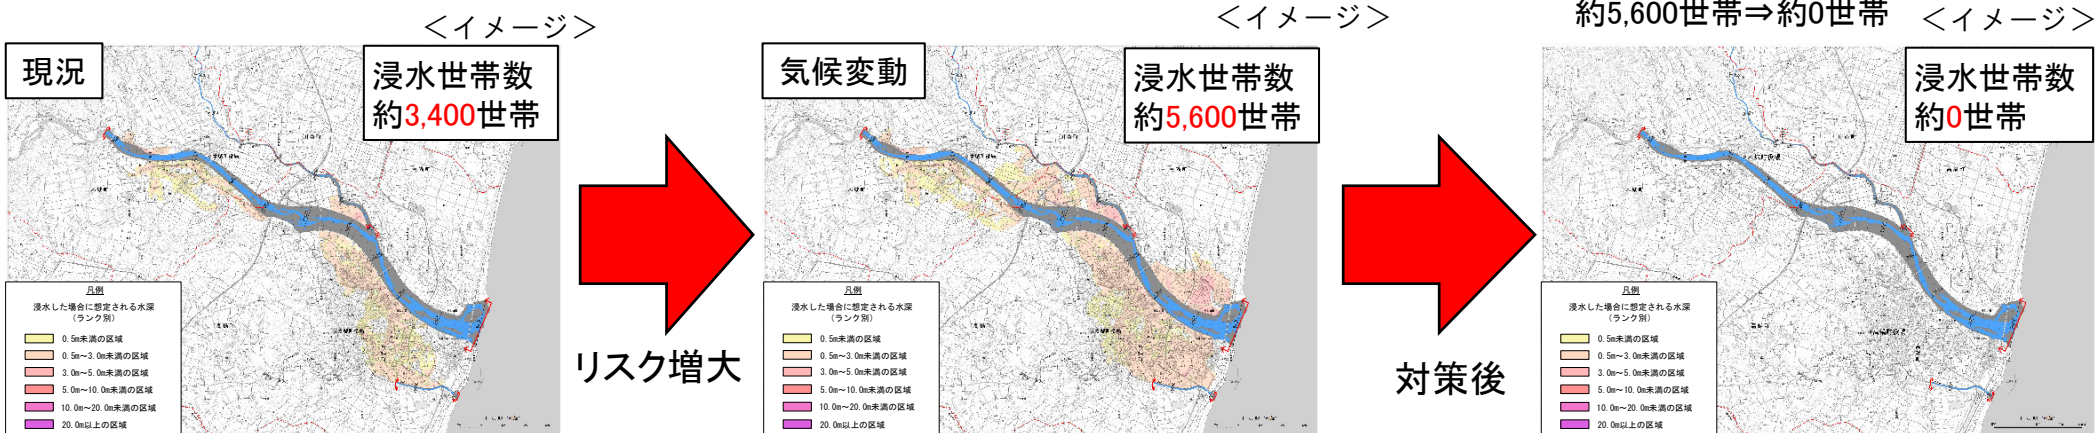 ＜イメージ＞
現況
浸水世帯数
約3,400世帯
凡例
浸水した場合に想定される水深
（ランク別）
0.5m未満の区域
0.5m～3.0m未満の区域
3.0m～5.0m未満の区域
5.0m～10.0m未満の区域
10.0m～20.0m未満の区域
20.0m以上の区域
リスク増大
＜イメージ＞
気候変動
浸水世帯数
約5,600世帯
凡例
浸水した場合に想定される水深
（ランク別）
0.5m未満の区域
0.5m～3.0m未満の区域
3.0m～5.0m未満の区域
5.0m～10.0m未満の区域
10.0m～20.0m未満の区域
20.0m以上の区域
対策後
約5,600世帯⇒約0世帯
＜イメージ＞
浸水世帯数
約0世帯
凡例
浸水した場合に想定される水深
（ランク別）
0.5m未満の区域
0.5m～3.0m未満の区域
3.0m～5.0m未満の区域
5.0m～10.0m未満の区域
10.0m～20.0m未満の区域
20.0m以上の区域